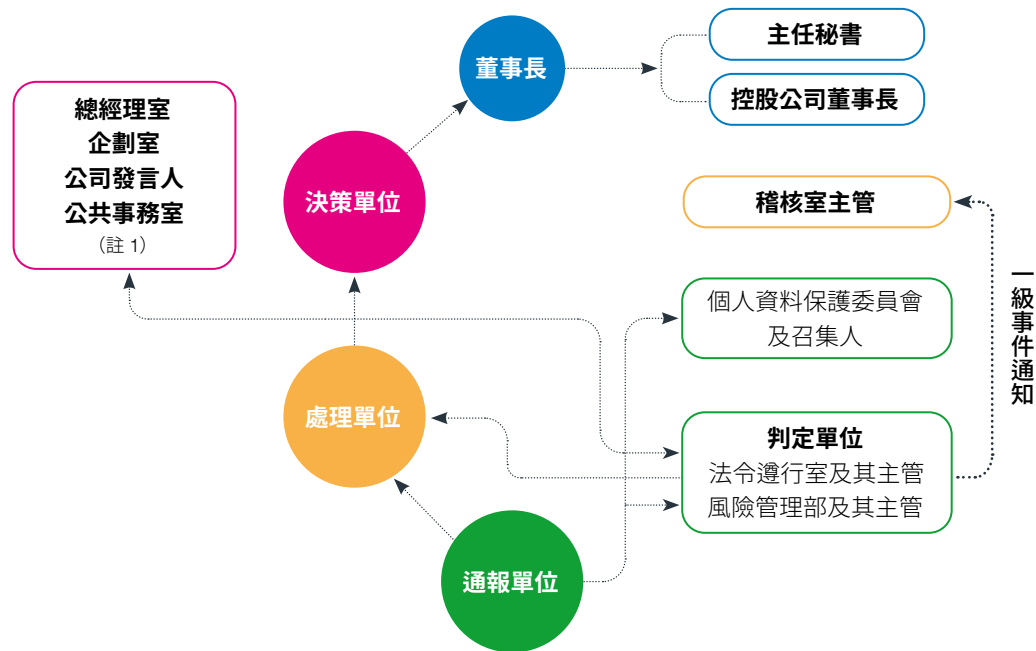 董事長
主任秘書
控股公司董事長
總經理室
企劃室
公司發言人
公共事務室
（註 1）
決策單位
稽核室主管
個人資料保護委員會
及召集人
一級事件通知
處理單位
判定單位
法令遵行室及其主管
風險管理部及其主管
通報單位